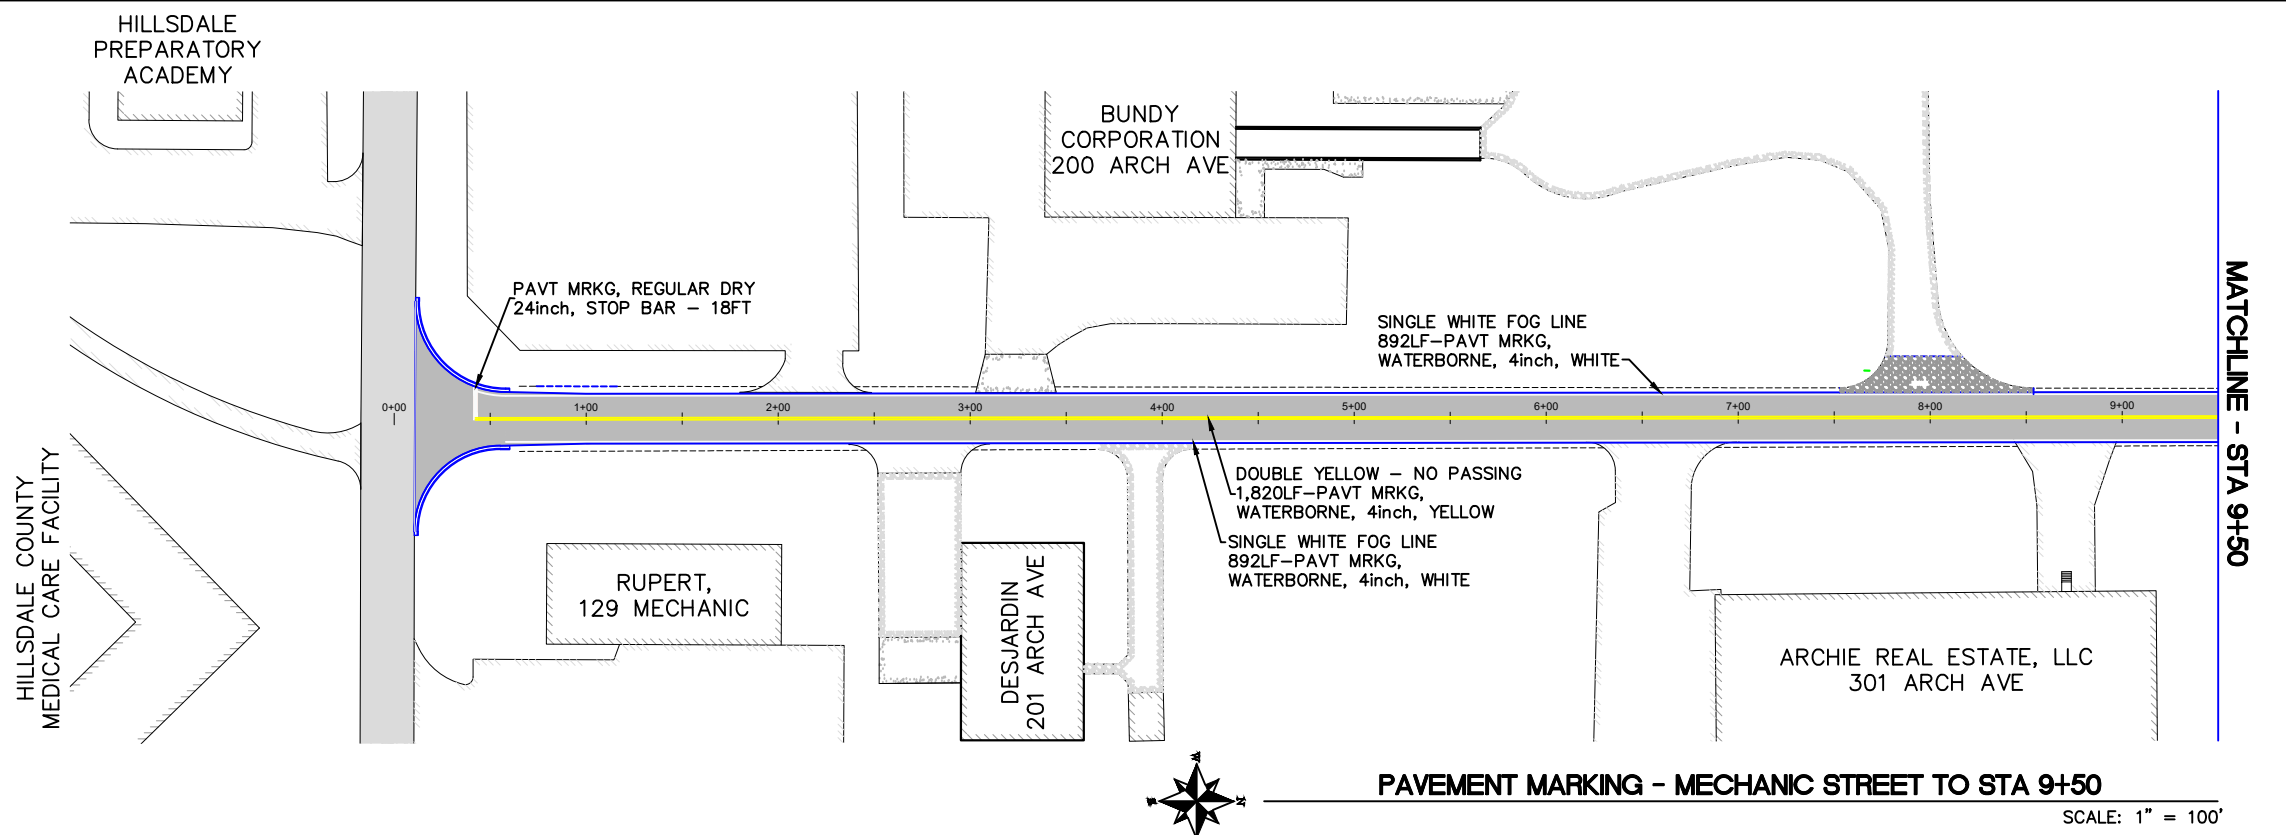 HILLSDALE
PREPARATORY
ACADEMY
BUNDY
CORPORATION
200 ARCH AVE
PAVT MRKG, REGULAR DRY
24inch, STOP BAR – 18FT
SINGLE WHITE FOG LINE
892LF–PAVT MRKG,
WATERBORNE, 4inch, WHITE
0+00 1+00 2+00 3+00 4+00 5+00 6+00 7+00 8+00 9+00
MATCHLINE - STA 9+50
DOUBLE YELLOW – NO PASSING
1,820LF–PAVT MRKG,
WATERBORNE, 4inch, YELLOW
SINGLE WHITE FOG LINE
892LF–PAVT MRKG,
WATERBORNE, 4inch, WHITE
HILLSDALE COUNTY
MEDICAL CARE FACILITY
RUPERT,
129 MECHANIC
DESJARDIN
201 ARCH AVE
ARCHIE REAL ESTATE, LLC
301 ARCH AVE
W
N
PAVEMENT MARKING - MECHANIC STREET TO STA 9+50
SCALE: 1" = 100'